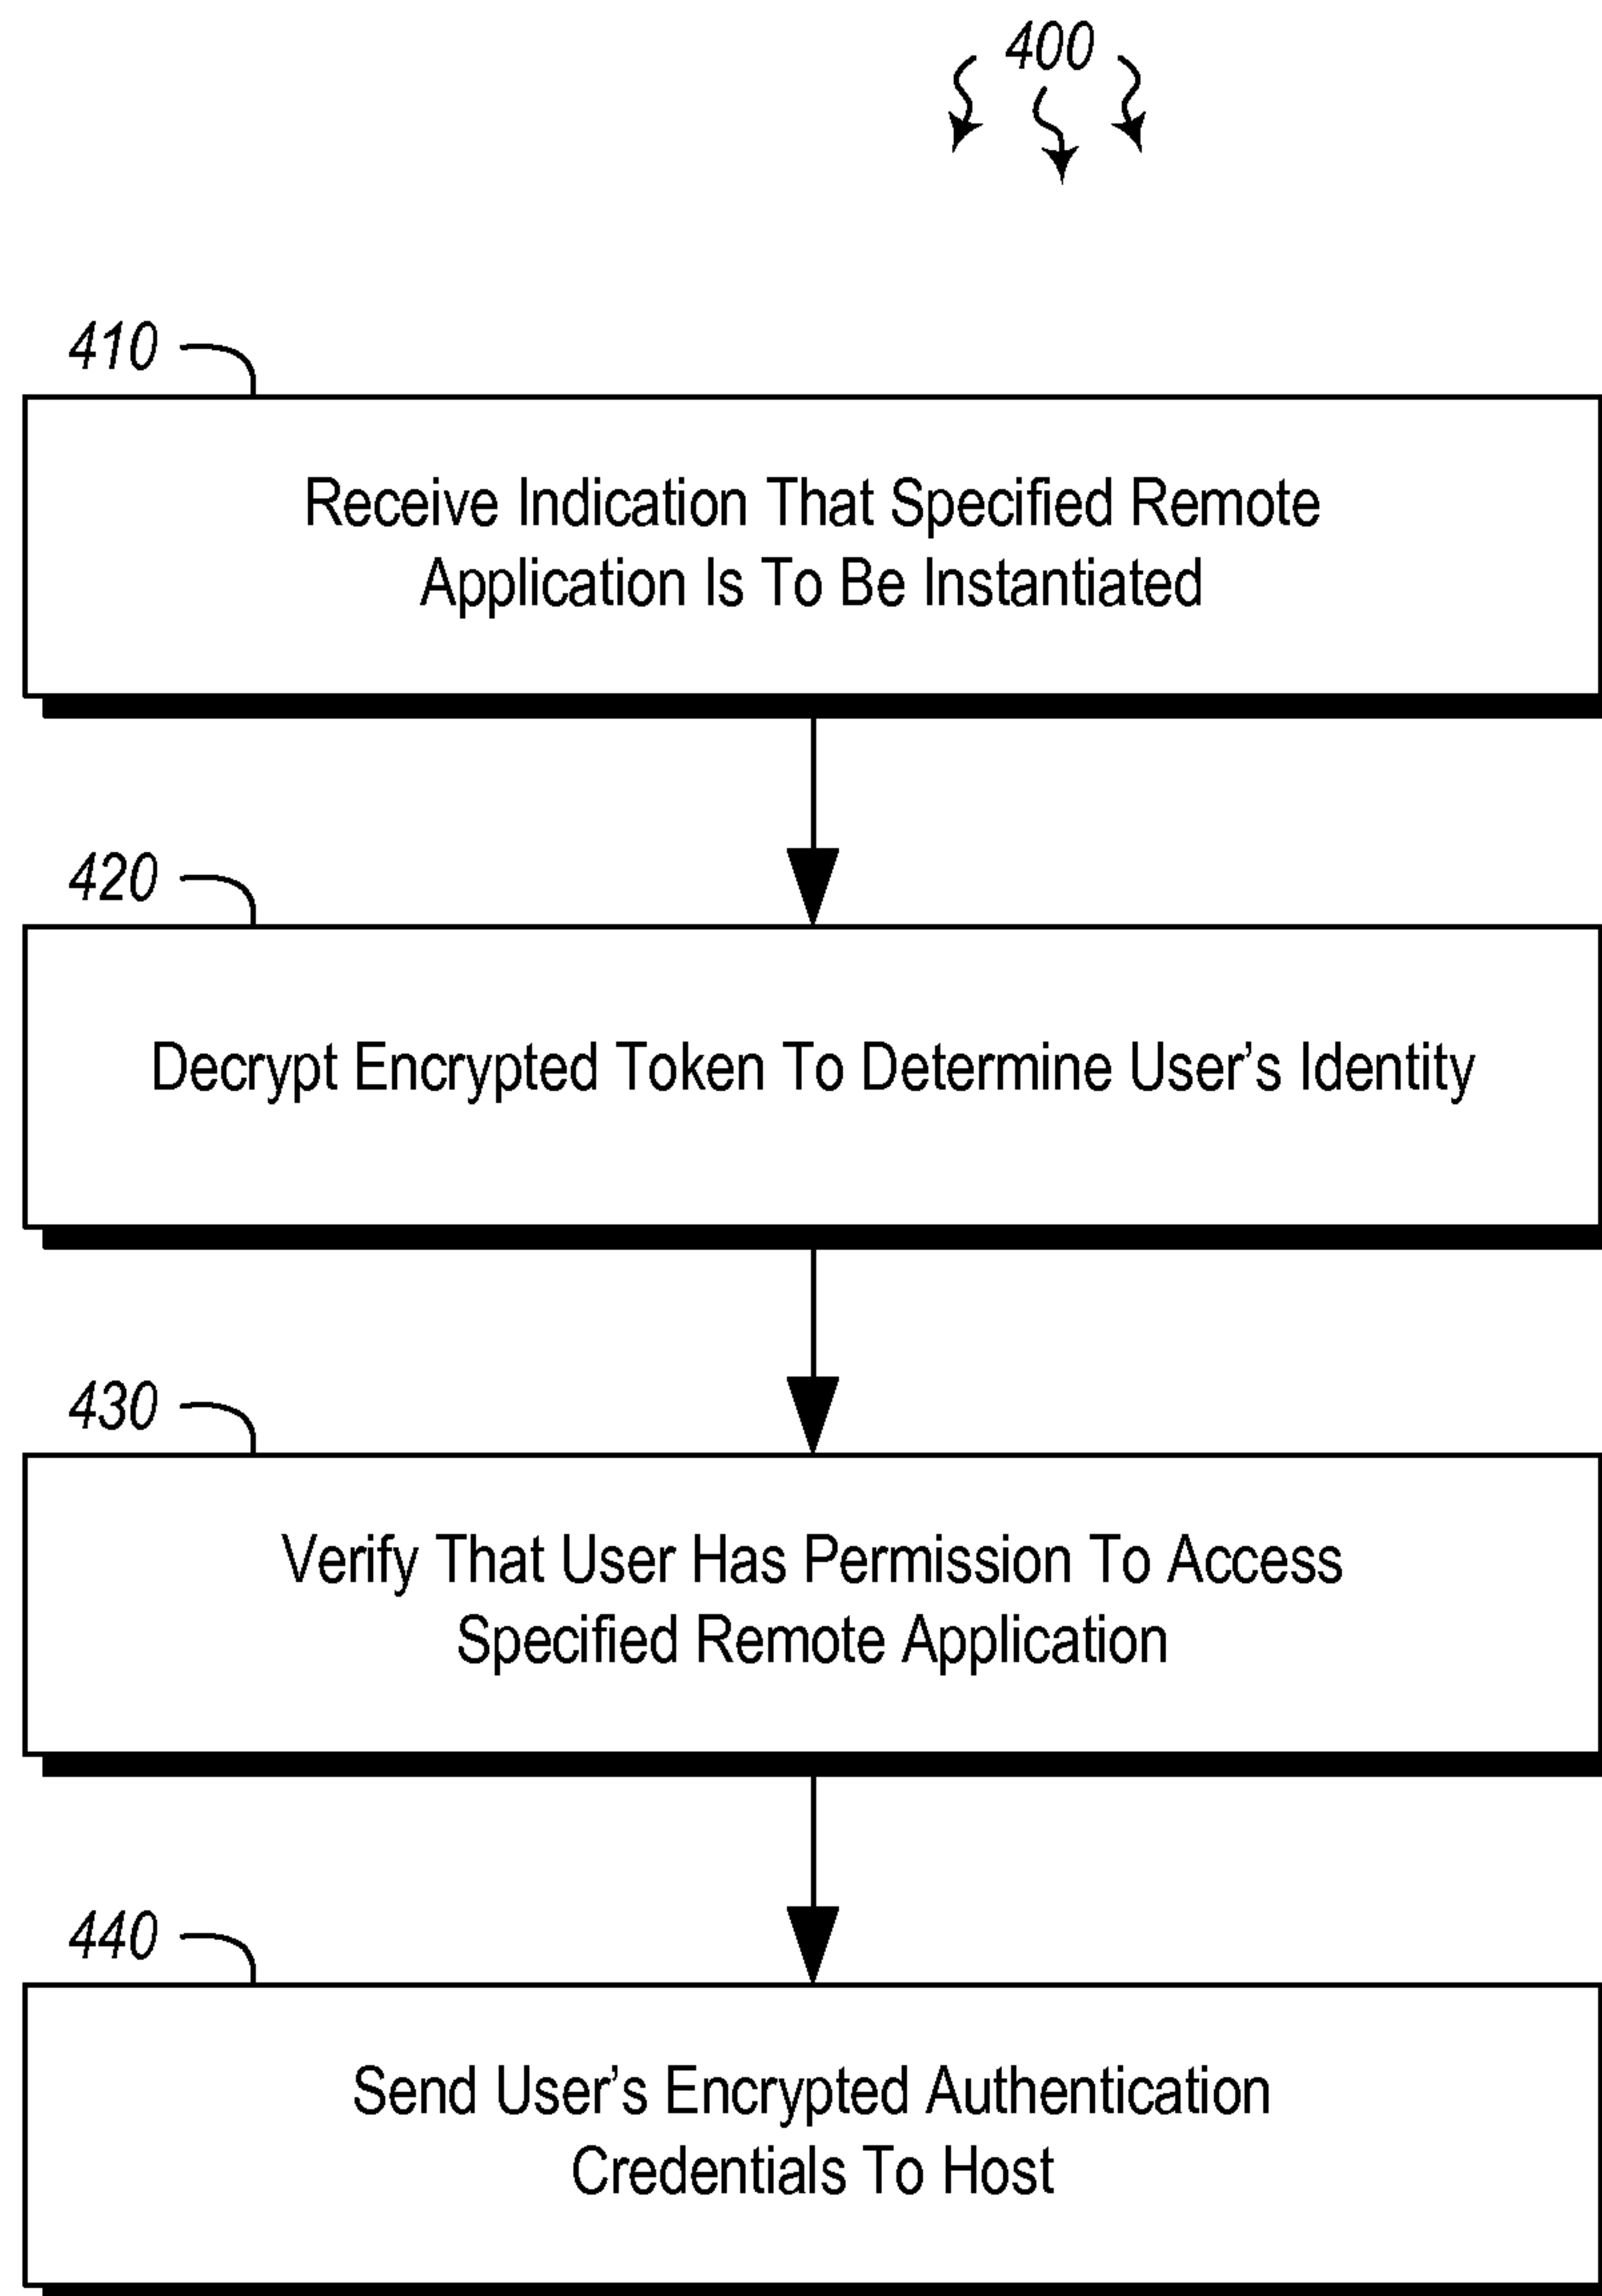 400
410
Receive Indication That Specified Remote
Application Is To Be Instantiated
420
Decrypt Encrypted Token To Determine User’s Identity
430
Verify That User Has Permission To Access
Specified Remote Application
440
Send User’s Encrypted Authentication
Credentials To Host